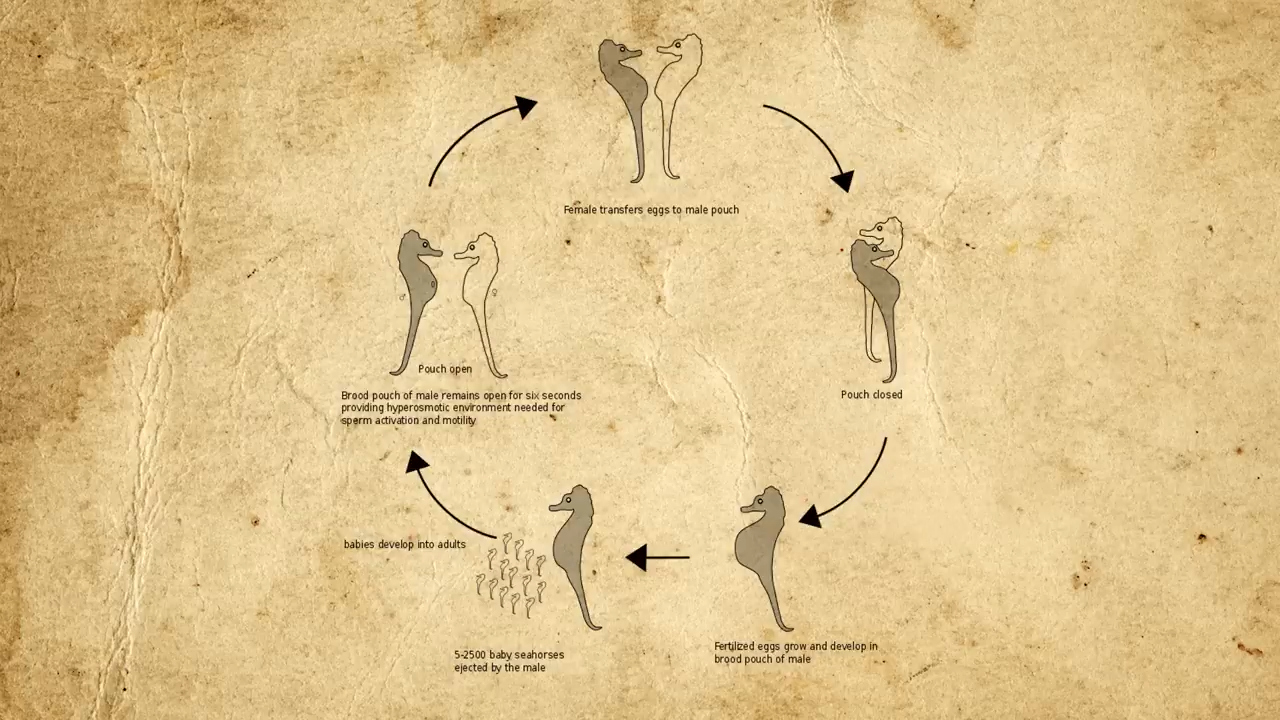 Female transfers eggs to male pouch
♂
♀
Pouch open
Brood pouch of male remains open for six seconds
providing hyperosmotic environment needed for
sperm activation and motility
Pouch closed
babies develop into adults
Fertilized eggs grow and develop in
brood pouch of male
5-2500 baby seahorses
ejected by the male